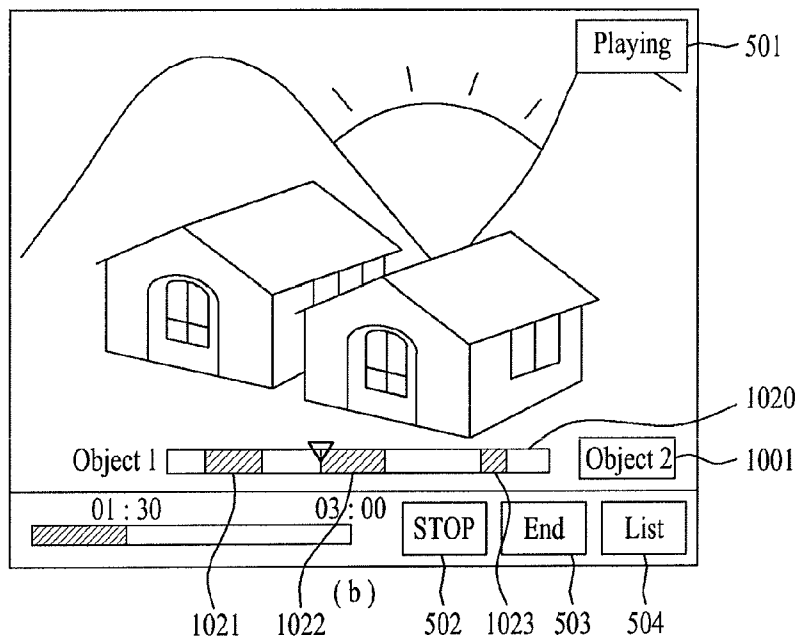 Playing 501
1020
Object 1 Object 2 1001
01 : 30 03 : 00
STOP End List
(b)
1021 1022 502 1023 503 504